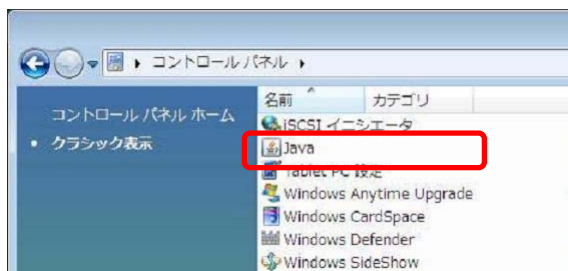 コントロール パネル
名前 カテゴリ
コントロール パネル ホーム
クラシック表示
iSCSI イニシエータ
Java
Tablet PC 設定
Windows Anytime Upgrade
Windows CardSpace
Windows Defender
Windows SideShow